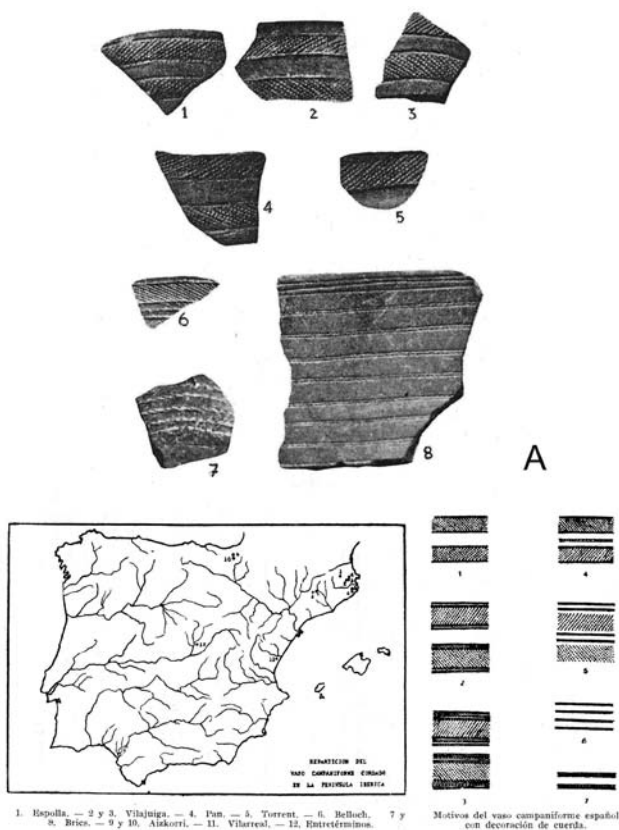 1
2
3
4
5
6
7
8
A
REPARTICION DEL
VASO CAMPANIFORME CORDADO
EN LA PENINSULA IBERICA
1
4
2
5
6
3
7
1. Espolla. — 2 y 3. Vilajuiga. — 4. Pan. — 5. Torrent. — 6. Belloch. 7 y
8. Brics. — 9 y 10. Aizkorri. — 11. Vilarreal. — 12. Entretérminos.
Motivos del vaso campaniforme español
con decoración de cuerda.